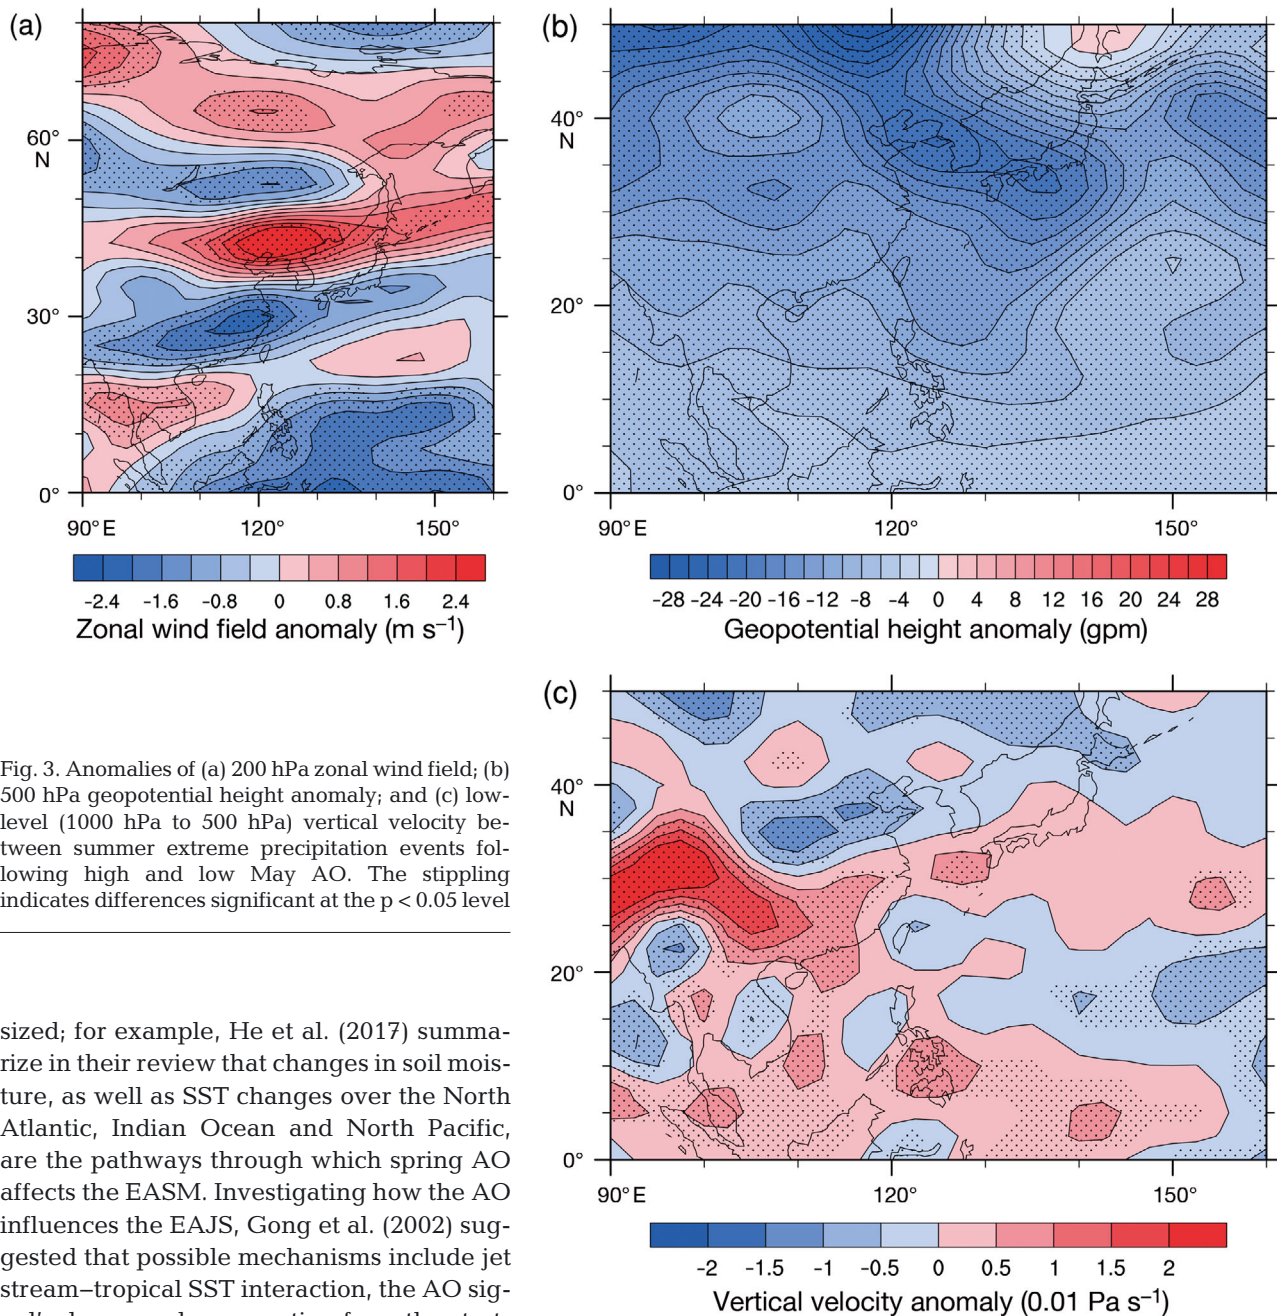 (a)
60°
N
30°
0°
90°E
120°
150°
-2.4 -1.6 -0.8 0 0.8 1.6 2.4
Zonal wind field anomaly (m s−1)
(b)
40°
N
20°
0°
90°E
120°
150°
-28 -24 -20 -16 -12 -8 -4 0 4 8 12 16 20 24 28
Geopotential height anomaly (gpm)
(c)
40°
N
20°
0°
90°E
120°
150°
-2 -1.5 -1 -0.5 0 0.5 1 1.5 2
Vertical velocity anomaly (0.01 Pa s−1)
Fig. 3. Anomalies of (a) 200 hPa zonal wind field; (b)
500 hPa geopotential height anomaly; and (c) low-
level (1000 hPa to 500 hPa) vertical velocity be-
tween summer extreme precipitation events fol-
lowing high and low May AO. The stippling
indicates differences significant at the p < 0.05 level
sized; for example, He et al. (2017) summa-
rize in their review that changes in soil mois-
ture, as well as SST changes over the North
Atlantic, Indian Ocean and North Pacific,
are the pathways through which spring AO
affects the EASM. Investigating how the AO
influences the EAJS, Gong et al. (2002) sug-
gested that possible mechanisms include jet
stream–tropical SST interaction, the AO sig-